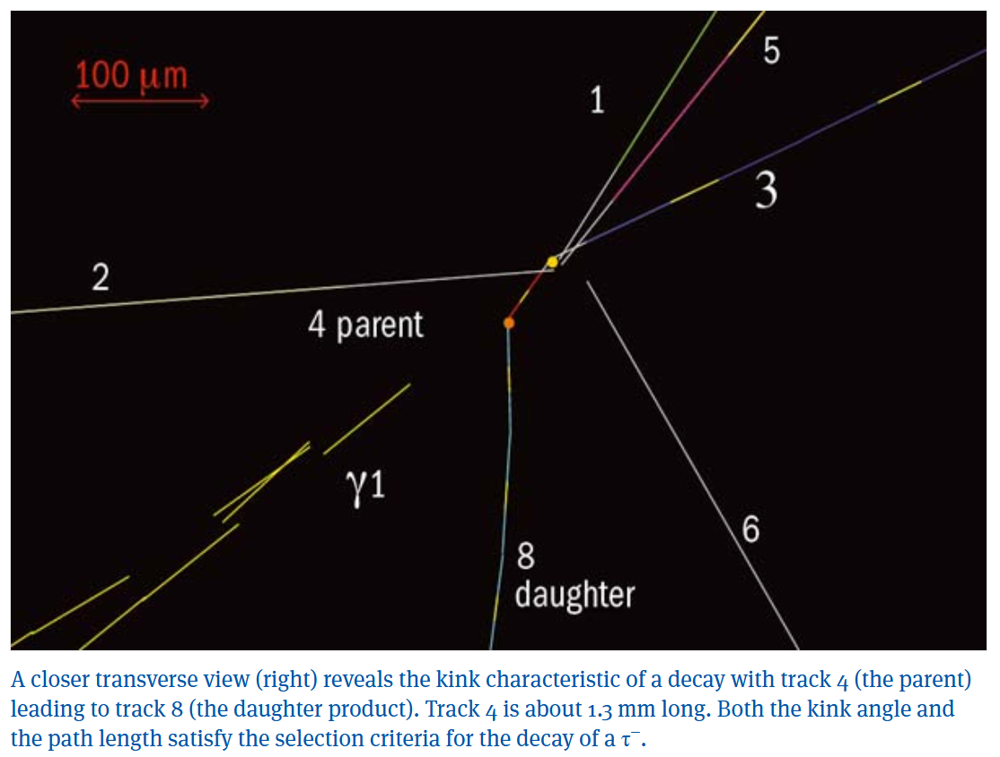 100 μm
1
5
3
2
4 parent
γ1
8
daughter
6
A closer transverse view (right) reveals the kink characteristic of a decay with track 4 (the parent)
leading to track 8 (the daughter product). Track 4 is about 1.3 mm long. Both the kink angle and
the path length satisfy the selection criteria for the decay of a τ⁻.